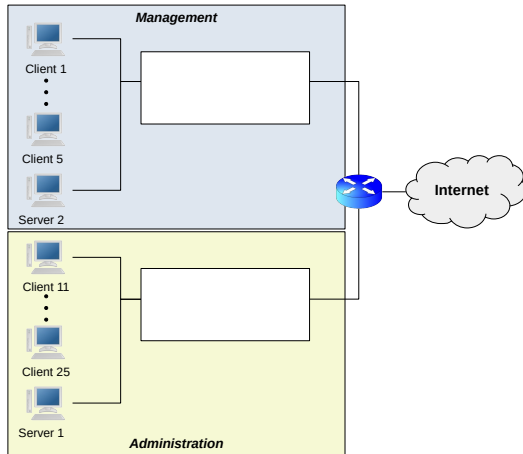 Management
Client 1
Client 5
Server 2
Internet
Client 11
Client 25
Server 1
Administration